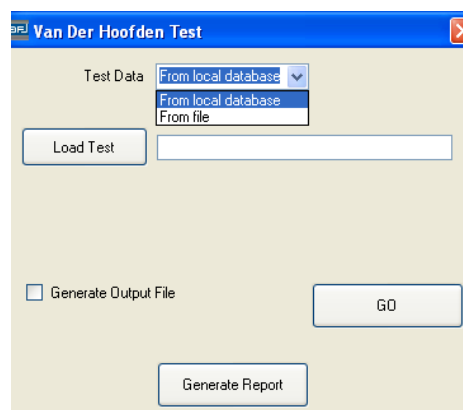 Van Der Hoofden Test
Test Data From local database
From local database
From file
Load Test
Generate Output File
GO
Generate Report